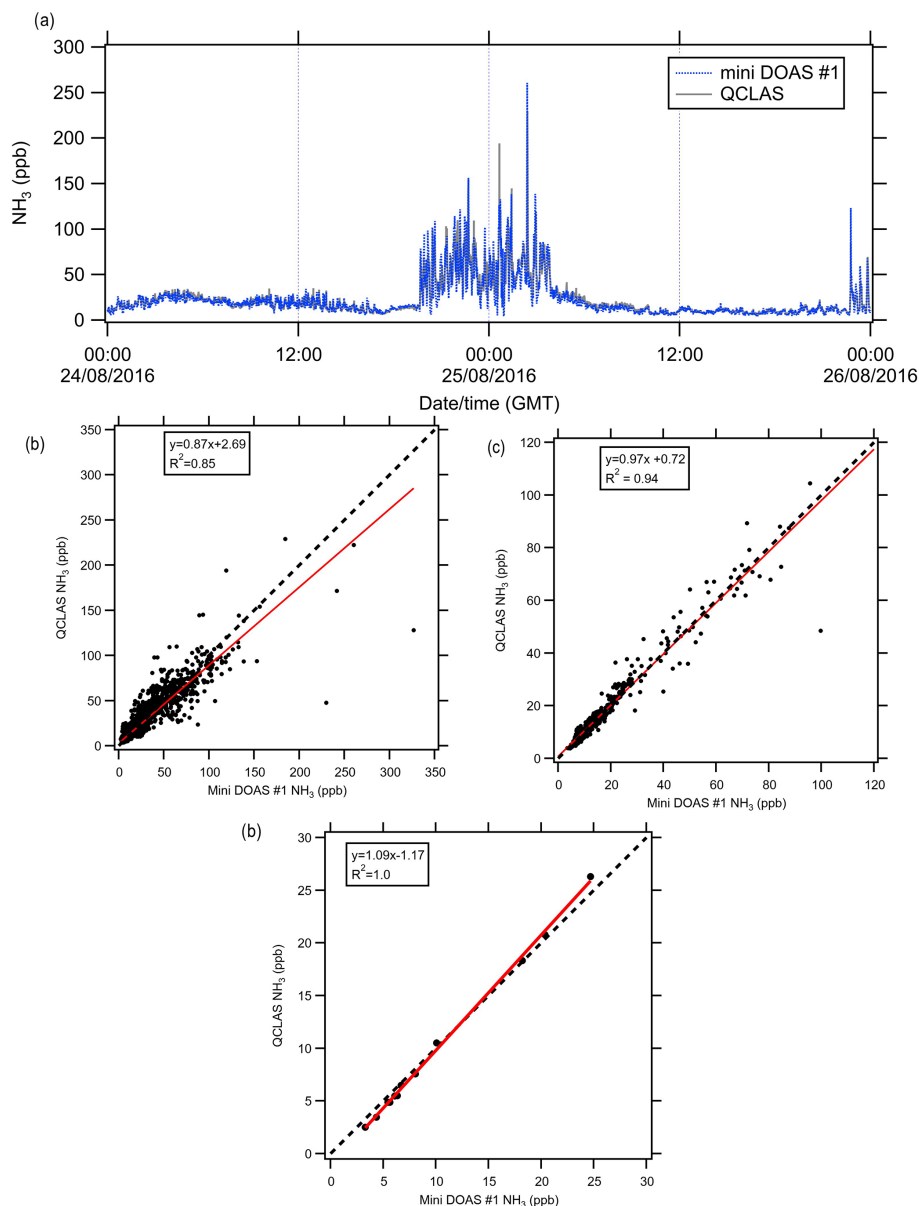 (a)
300
250
200
150
100
50
0
NH3 (ppb)
mini DOAS #1
QCLAS
00:00 12:00 00:00 12:00 00:00
24/08/2016 25/08/2016 26/08/2016
Date/time (GMT)
(b)
350
300
250
200
150
100
50
0
QCLAS NH3 (ppb)
y=0.87x+2.69
R2=0.85
0 50 100 150 200 250 300 350
Mini DOAS #1 NH3 (ppb)
(c)
120
100
80
60
40
20
0
QCLAS NH3 (ppb)
y=0.97x +0.72
R2 = 0.94
0 20 40 60 80 100 120
Mini DOAS #1 NH3 (ppb)
(b)
30
25
20
15
10
5
0
QCLAS NH3 (ppb)
y=1.09x-1.17
R2=1.0
0 5 10 15 20 25 30
Mini DOAS #1 NH3 (ppb)